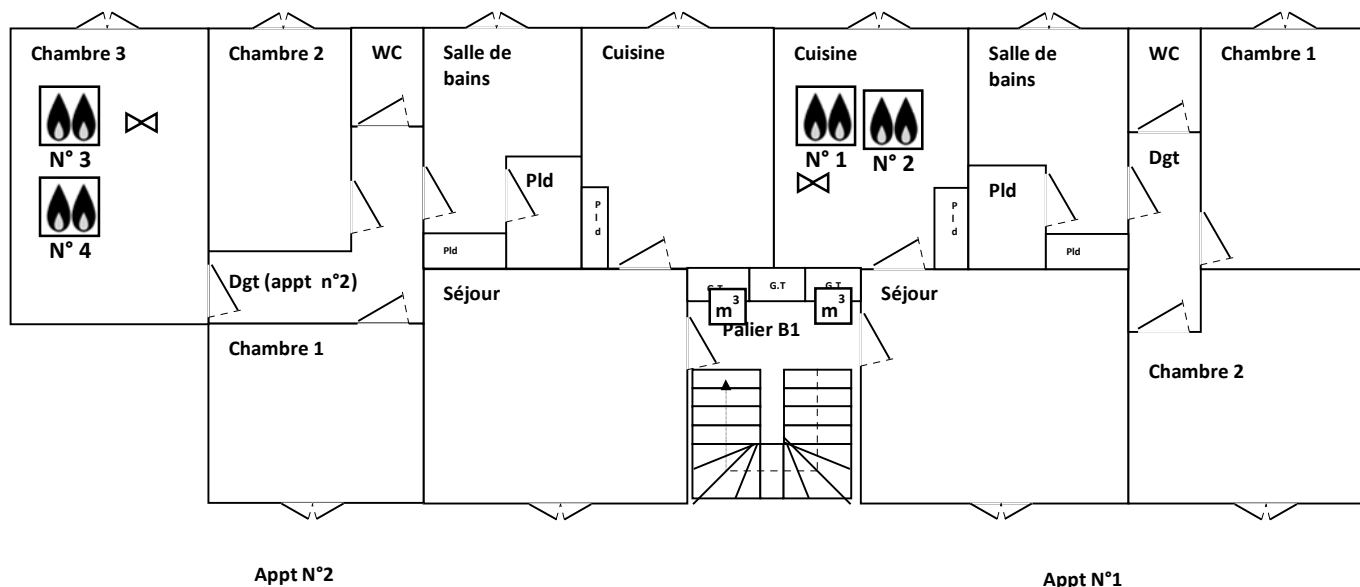 Chambre 3
Chambre 2
WC
Salle de
bains
Cuisine
Cuisine
Salle de
bains
WC
Chambre 1
N° 3
N° 4
N° 1
N° 2
Dgt
Pld
Pld
Pld
Pld
Pld
Pld
Dgt (appt n°2)
Séjour
G.T
G.T
G.T
Séjour
m³
m³
Palier B1
Chambre 1
Chambre 2
Appt N°2
Appt N°1